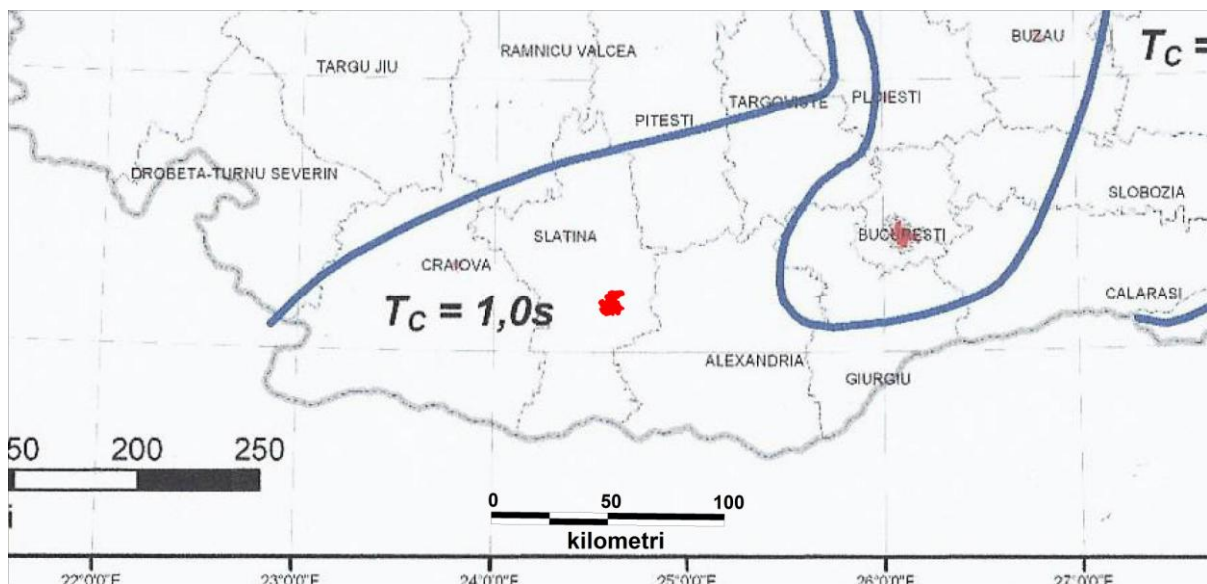 BUZAU
T_C =
RAMNICU VALCEA
TARGU JIU
TARGOVISTE
PLOIESTI
PITESTI
DROBETA-TURNU SEVERIN
SLOBOZIA
SLATINA
BUCURESTI
CRAIOVA
CALARASI
T_C = 1,0s
ALEXANDRIA
GIURGIU
50 200 250
0 50 100
i
kilometri
22°0'0"E 23°0'0"E 24°0'0"E 25°0'0"E 26°0'0"E 27°0'0"E